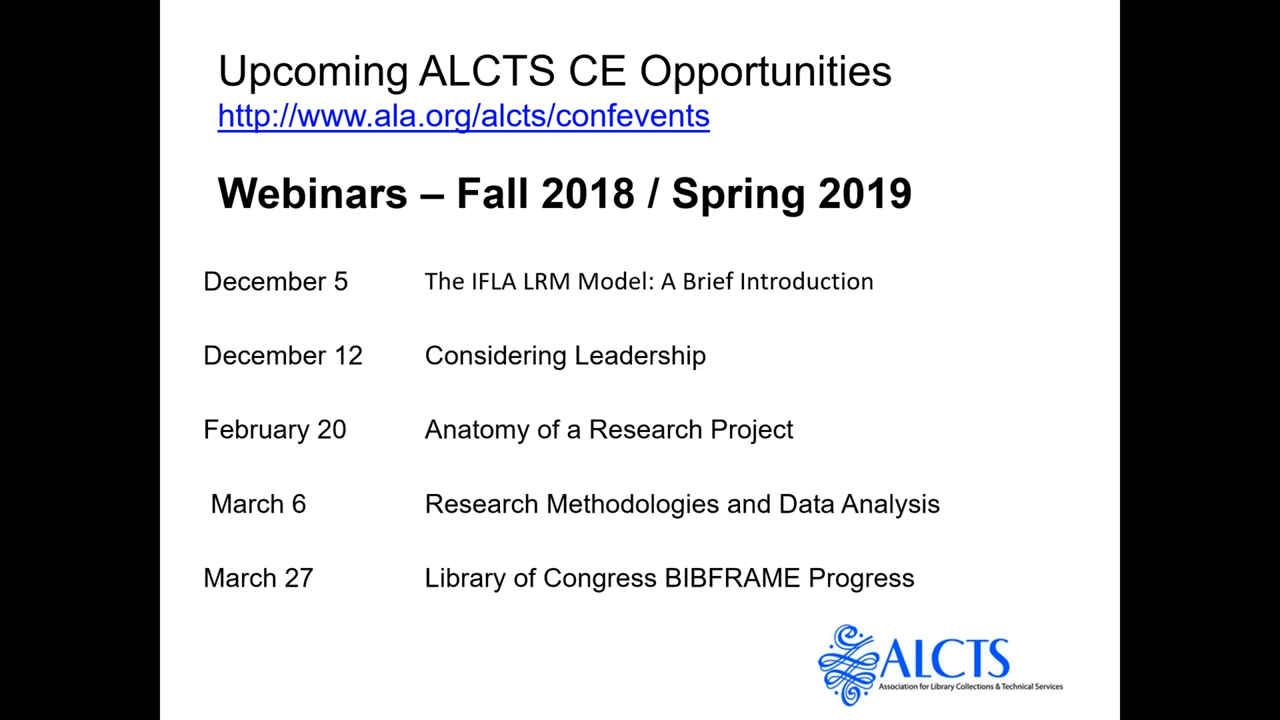 Upcoming ALCTS CE Opportunities
http://www.ala.org/alcts/confevents
Webinars – Fall 2018 / Spring 2019
December 5 The IFLA LRM Model: A Brief Introduction
December 12 Considering Leadership
February 20 Anatomy of a Research Project
March 6 Research Methodologies and Data Analysis
March 27 Library of Congress BIBFRAME Progress
ALCTS
Association for Library Collections & Technical Services